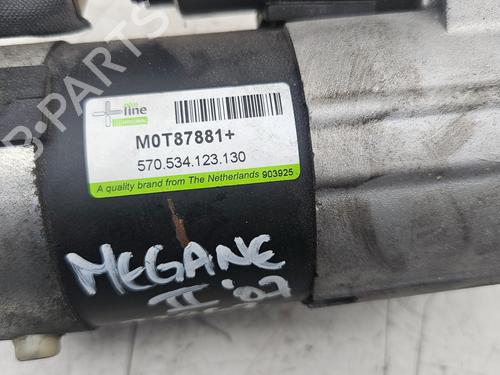 line
M0T87881+
570.534.123.130
A quality brand from The Netherlands 903925
MEGANE
II '07
B-PARTS